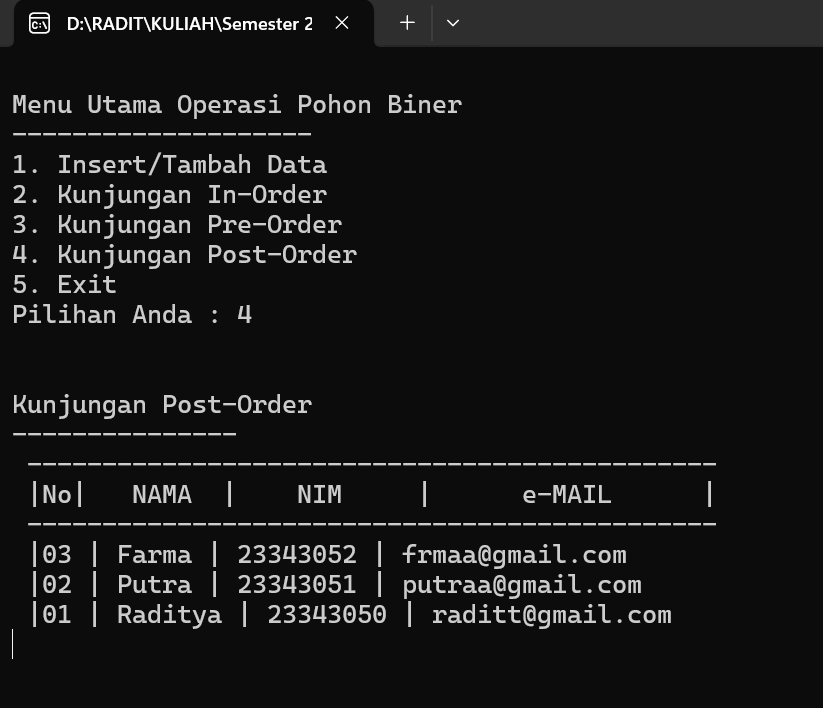 D:\RADIT\KULIAH\Semester 2
Menu Utama Operasi Pohon Biner
--------------------
1. Insert/Tambah Data
2. Kunjungan In-Order
3. Kunjungan Pre-Order
4. Kunjungan Post-Order
5. Exit
Pilihan Anda : 4
Kunjungan Post-Order
---------------
----------------------------------------------
|No|   NAMA  |    NIM     |      e-MAIL      |
----------------------------------------------
|03 | Farma | 23343052 | frmaa@gmail.com
|02 | Putra | 23343051 | putraa@gmail.com
|01 | Raditya | 23343050 | raditt@gmail.com